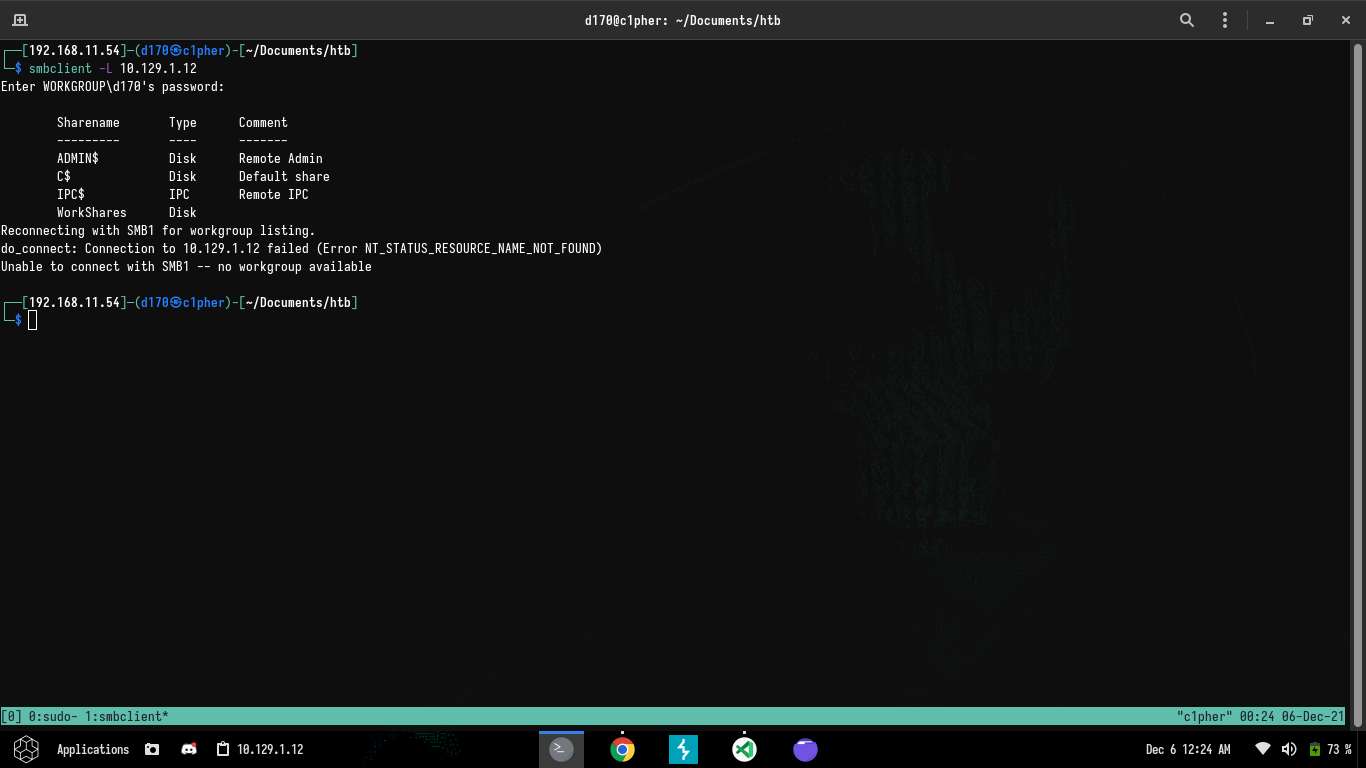 d170@c1pher: ~/Documents/htb
┌──[192.168.11.54]─(d170㉿c1pher)-[~/Documents/htb]
└─$ smbclient -L 10.129.1.12
Enter WORKGROUP\d170's password:
Sharename Type Comment
--------- ---- -------
ADMIN$ Disk Remote Admin
C$ Disk Default share
IPC$ IPC Remote IPC
WorkShares Disk
Reconnecting with SMB1 for workgroup listing.
do_connect: Connection to 10.129.1.12 failed (Error NT_STATUS_RESOURCE_NAME_NOT_FOUND)
Unable to connect with SMB1 -- no workgroup available
┌──[192.168.11.54]─(d170㉿c1pher)-[~/Documents/htb]
└─$
[0] 0:sudo- 1:smbclient* "c1pher" 00:24 06-Dec-21
Applications 10.129.1.12 Dec 6 12:24 AM 73 %